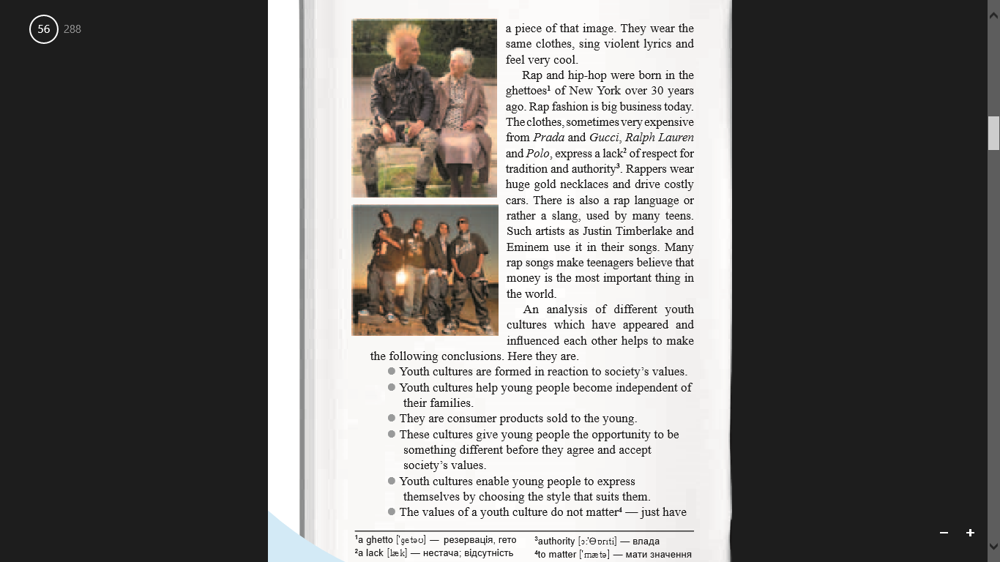 56 288
a piece of that image. They wear the
same clothes, sing violent lyrics and
feel very cool.
Rap and hip-hop were born in the
ghettoes¹ of New York over 30 years
ago. Rap fashion is big business today.
The clothes, sometimes very expensive
from Prada and Gucci, Ralph Lauren
and Polo, express a lack² of respect for
tradition and authority³. Rappers wear
huge gold necklaces and drive costly
cars. There is also a rap language or
rather a slang, used by many teens.
Such artists as Justin Timberlake and
Eminem use it in their songs. Many
rap songs make teenagers believe that
money is the most important thing in
the world.
An analysis of different youth
cultures which have appeared and
influenced each other helps to make
the following conclusions. Here they are.
● Youth cultures are formed in reaction to society’s values.
● Youth cultures help young people become independent of
their families.
● They are consumer products sold to the young.
● These cultures give young people the opportunity to be
something different before they agree and accept
society’s values.
● Youth cultures enable young people to express
themselves by choosing the style that suits them.
● The values of a youth culture do not matter⁴ — just have
¹a ghetto [ˈgetəʊ] — резервація, гето
²a lack [læk] — нестача; відсутність
³authority [ɔːˈθɒrɪti] — влада
⁴to matter [ˈmætə] — мати значення